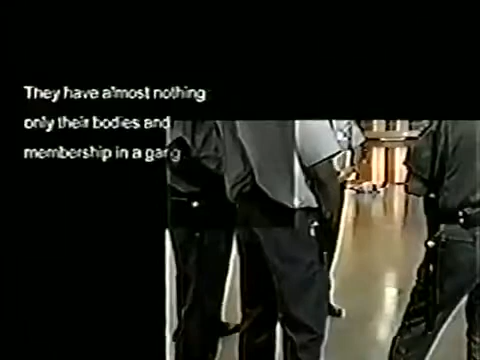 They have almost nothing
only their bodies and
membership in a gang